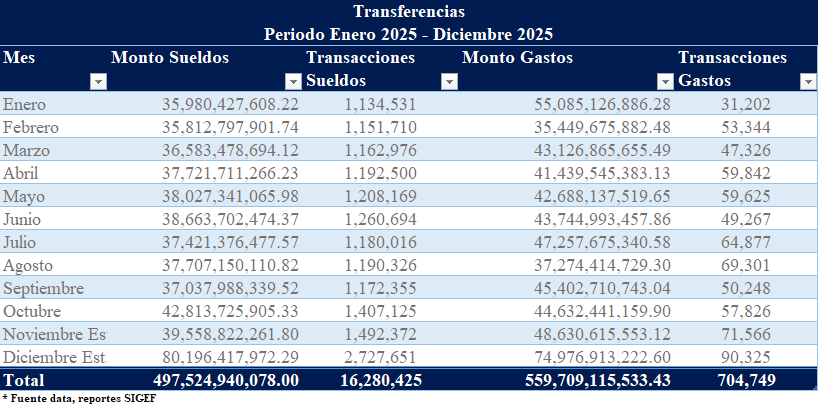 Transferencias
Periodo Enero 2025 - Diciembre 2025
Mes Monto Sueldos Transacciones Sueldos Monto Gastos Transacciones Gastos
Enero 35,980,427,608.22 1,134,531 55,085,126,886.28 31,202
Febrero 35,812,797,901.74 1,151,710 35,449,675,882.48 53,344
Marzo 36,583,478,694.12 1,162,976 43,126,865,655.49 47,326
Abril 37,721,711,266.23 1,192,500 41,439,545,383.13 59,842
Mayo 38,027,341,065.98 1,208,169 42,688,137,519.65 59,625
Junio 38,663,702,474.37 1,260,694 43,744,993,457.86 49,267
Julio 37,421,376,477.57 1,180,016 47,257,675,340.58 64,877
Agosto 37,707,150,110.82 1,190,326 37,274,414,729.30 69,301
Septiembre 37,037,988,339.52 1,172,355 45,402,710,743.04 50,248
Octubre 42,813,725,905.33 1,407,125 44,632,441,159.90 57,826
Noviembre Es 39,558,822,261.80 1,492,372 48,630,615,553.12 71,566
Diciembre Est 80,196,417,972.29 2,727,651 74,976,913,222.60 90,325
Total 497,524,940,078.00 16,280,425 559,709,115,533.43 704,749
* Fuente data, reportes SIGEF